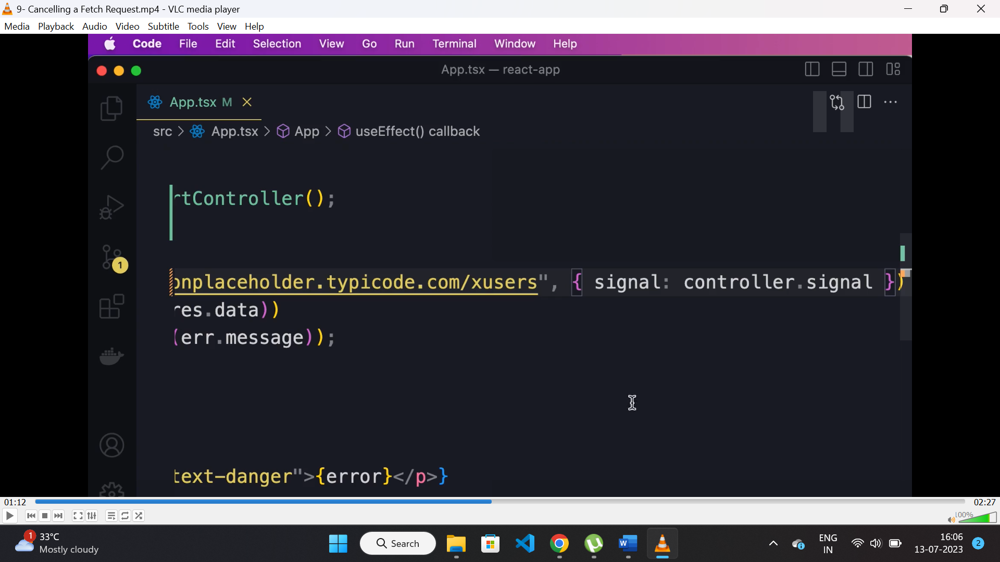 9- Cancelling a Fetch Request.mp4 - VLC media player
Media Playback Audio Video Subtitle Tools View Help
Code File Edit Selection View Go Run Terminal Window Help
App.tsx — react-app
App.tsx M
src > App.tsx > App > useEffect() callback
rtController();
onplaceholder.typicode.com/xusers", { signal: controller.signal })
res.data))
(err.message));
1
text-danger">{error}</p>}
01:12 02:27
100%
1 33°C
Mostly cloudy
Search
W
ENG
IN
16:06
13-07-2023
2